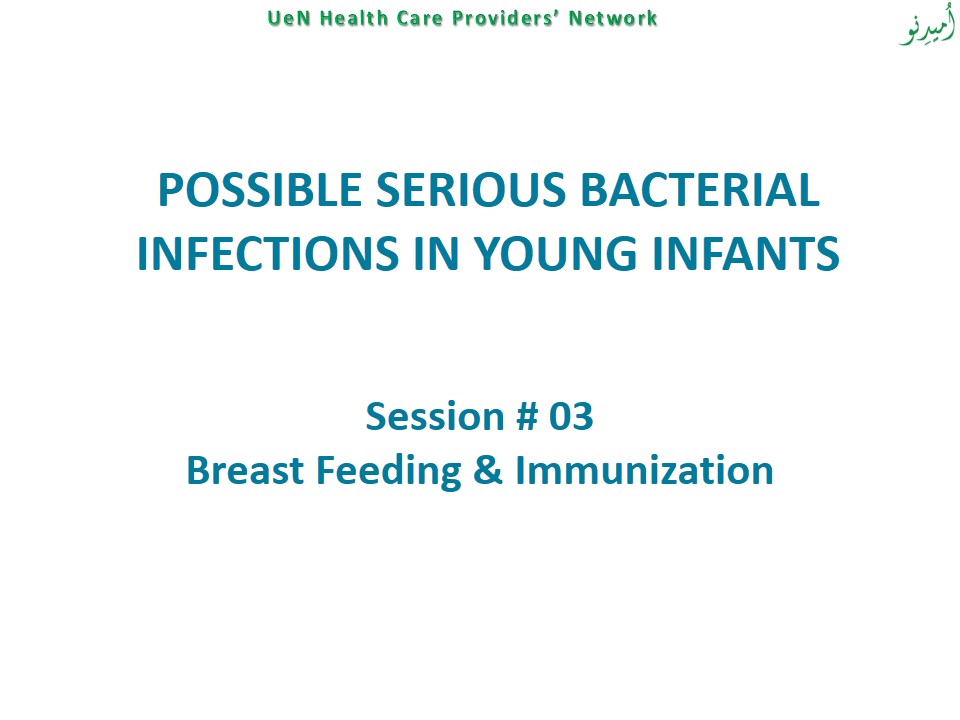 UeN Health Care Providers’ Network
اُمیدِنو
POSSIBLE SERIOUS BACTERIAL
INFECTIONS IN YOUNG INFANTS
Session # 03
Breast Feeding & Immunization